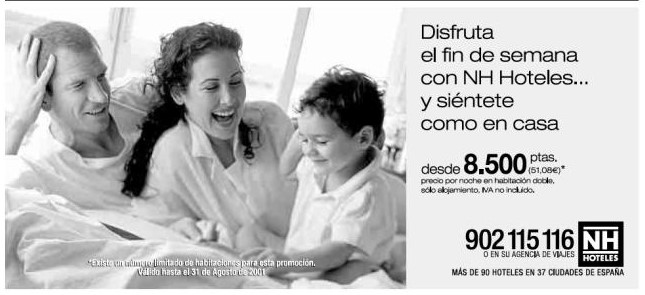 Disfruta
el fin de semana
con NH Hoteles...
y siéntete
como en casa
desde 8.500 ptas.
(51,08€)*
precio por noche en habitación doble,
sólo alojamiento, IVA no incluido.
902 115 116
O EN SU AGENCIA DE VIAJES
NH
HOTELES
MÁS DE 90 HOTELES EN 37 CIUDADES DE ESPAÑA
*Existe un número limitado de habitaciones para esta promoción.
Válido hasta el 31 de Agosto de 2001